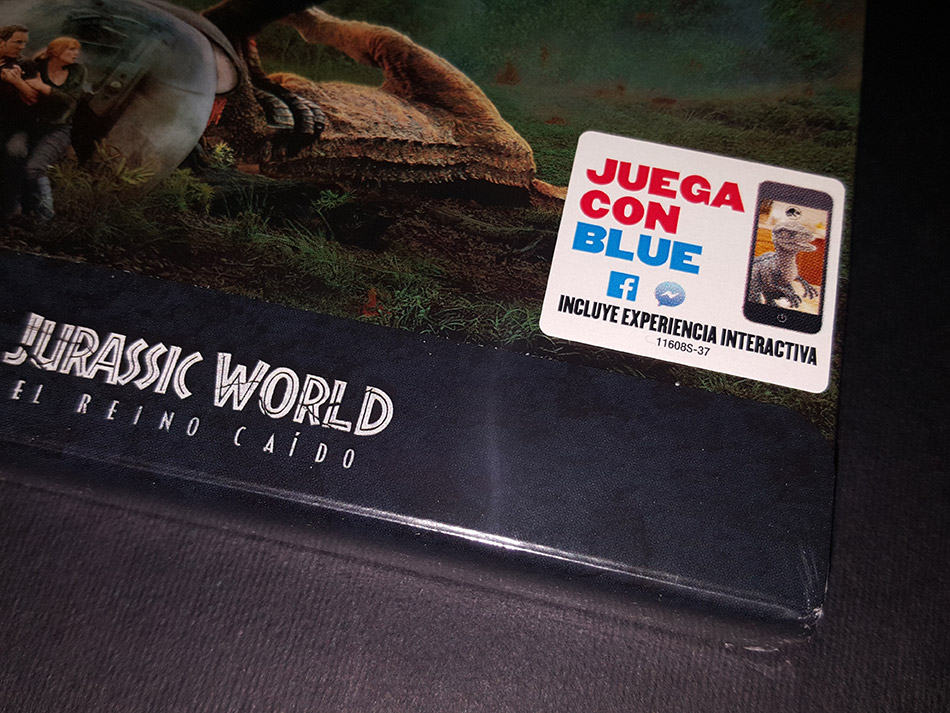 JUEGA
CON
BLUE
INCLUYE EXPERIENCIA INTERACTIVA
11608S-37
JURASSIC WORLD
EL REINO CAÍDO